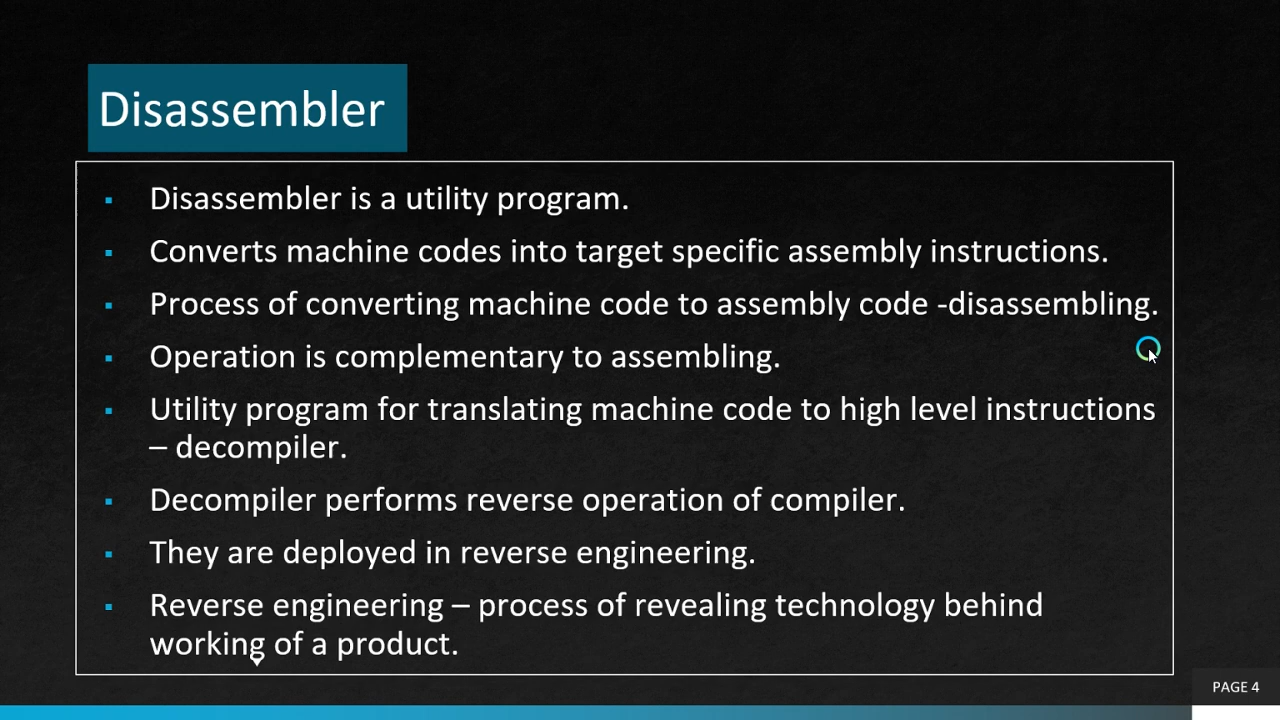 Disassembler
▪ Disassembler is a utility program.
▪ Converts machine codes into target specific assembly instructions.
▪ Process of converting machine code to assembly code -disassembling.
▪ Operation is complementary to assembling.
▪ Utility program for translating machine code to high level instructions
– decompiler.
▪ Decompiler performs reverse operation of compiler.
▪ They are deployed in reverse engineering.
▪ Reverse engineering – process of revealing technology behind
working of a product.
PAGE 4